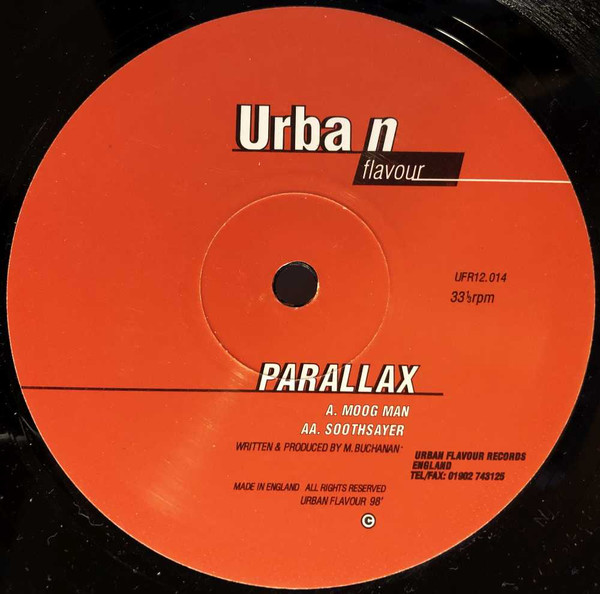 Urban
flavour
UFR12.014
33⅓rpm
PARALLAX
A. MOOG MAN
AA. SOOTHSAYER
WRITTEN & PRODUCED BY M. BUCHANAN
URBAN FLAVOUR RECORDS
ENGLAND
TEL/FAX: 01902 743125
MADE IN ENGLAND ALL RIGHTS RESERVED
URBAN FLAVOUR 98'
©